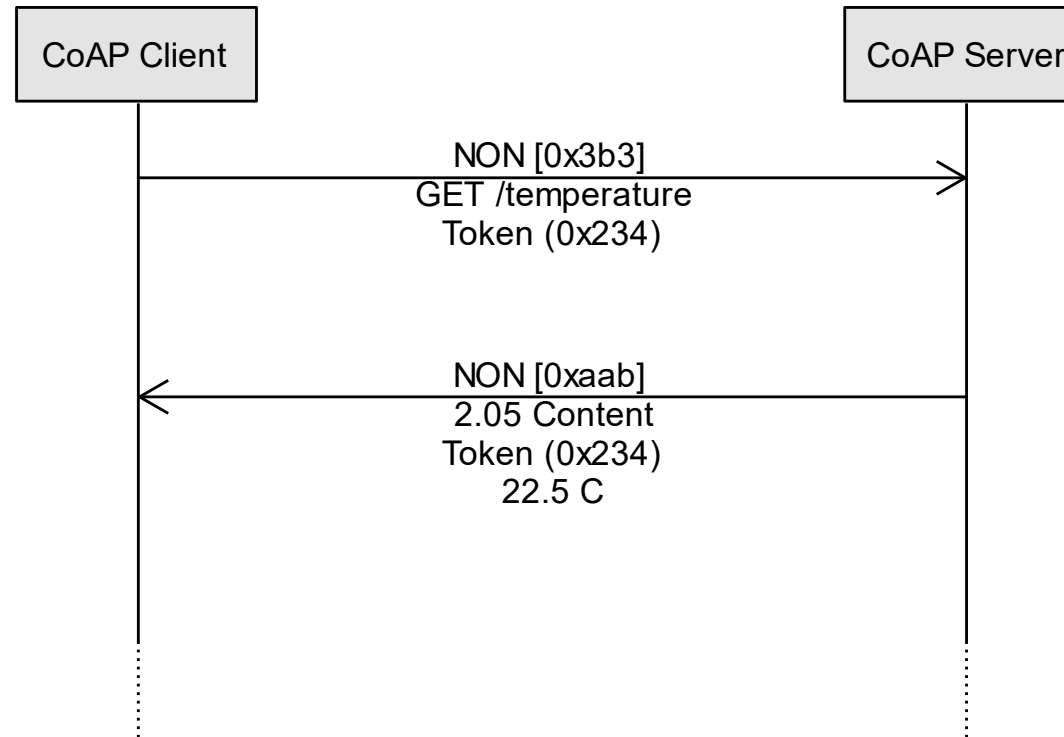 CoAP Client
CoAP Server
NON [0x3b3]
GET /temperature
Token (0x234)
NON [0xaab]
2.05 Content
Token (0x234)
22.5 C